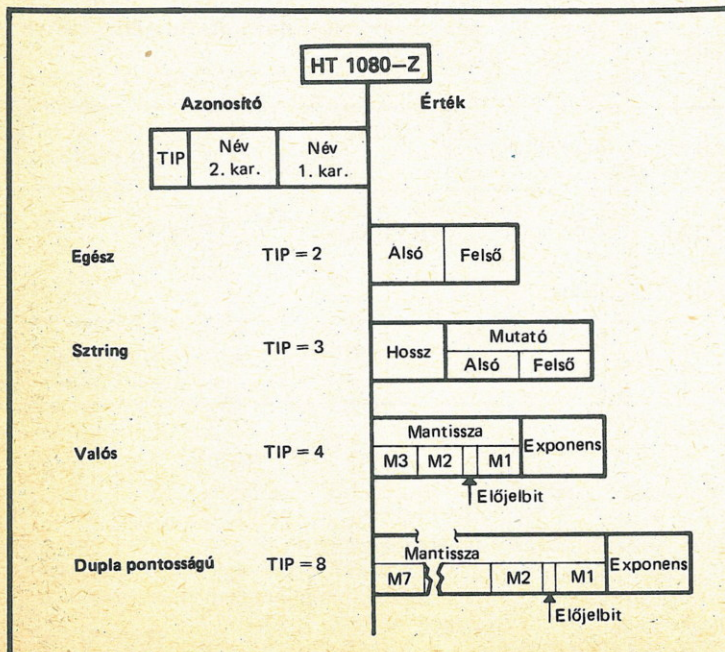 HT 1080–Z
Azonosító Érték
TIP Név 2. kar. Név 1. kar.
Egész TIP = 2 Alsó Felső
Sztring TIP = 3 Hossz Mutató
Alsó Felső
Valós TIP = 4 Mantissza Exponens
M3 M2 M1
Előjelbit
Dupla pontosságú TIP = 8 Mantissza Exponens
M7 M2 M1
Előjelbit